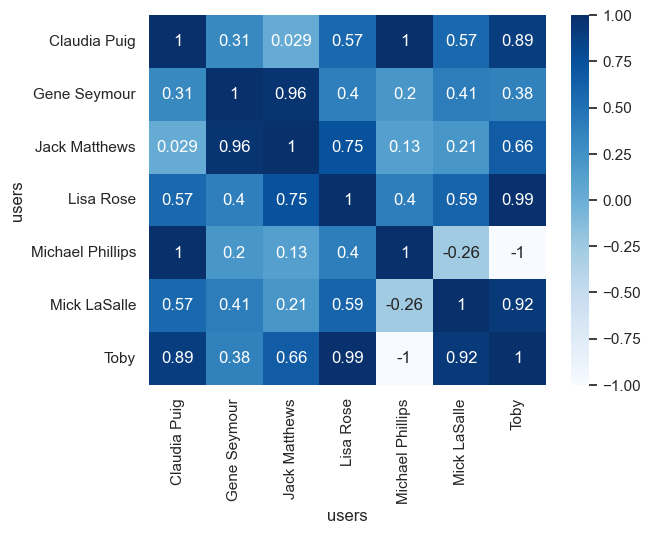 Claudia Puig 1 0.31 0.029 0.57 1 0.57 0.89
Gene Seymour 0.31 1 0.96 0.4 0.2 0.41 0.38
Jack Matthews 0.029 0.96 1 0.75 0.13 0.21 0.66
Lisa Rose 0.57 0.4 0.75 1 0.4 0.59 0.99
Michael Phillips 1 0.2 0.13 0.4 1 -0.26 -1
Mick LaSalle 0.57 0.41 0.21 0.59 -0.26 1 0.92
Toby 0.89 0.38 0.66 0.99 -1 0.92 1
users
Claudia Puig
Gene Seymour
Jack Matthews
Lisa Rose
Michael Phillips
Mick LaSalle
Toby
users
1.00
0.75
0.50
0.25
0.00
−0.25
−0.50
−0.75
−1.00